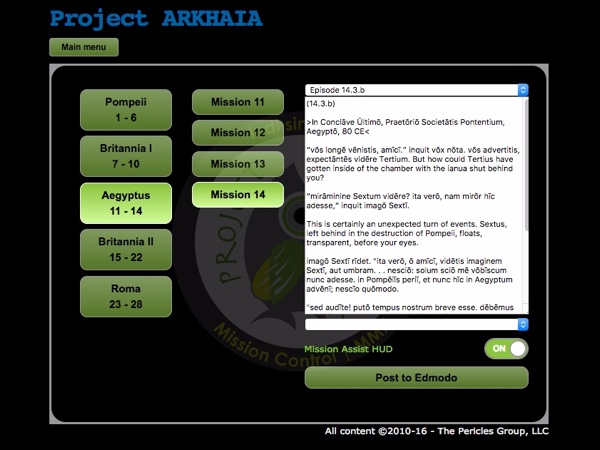 Project ARKHAIA
Main menu
Pompeii
1 - 6
Britannia I
7 - 10
Aegyptus
11 - 14
Britannia II
15 - 22
Roma
23 - 28
Mission 11
Mission 12
Mission 13
Mission 14
Episode 14.3.b
(14.3.b)
>In Conclāve Ūltimō, Praetōriō Societātis Pontentium,
Aegyptō, 80 CE<
"vōs longē vēnistis, amīcī." inquit vōx nōta. vōs advertitis,
expectāntēs vidēre Tertium. But how could Tertius have
gotten inside of the chamber with the ianua shut behind
you?
"mirāminine Sextum vidēre? ita verō, nam mirōr hīc
adesse," inquit imagō Sextī.
This is certainly an unexpected turn of events. Sextus,
left behind in the destruction of Pompeii, floats,
transparent, before your eyes.
imagō Sextī rīdet. "ita verō, ō amīcī, vidētis imaginem
Sextī, aut umbram. . . nesciō: solum sciō mē vōbīscum
nunc adesse. in Pompēiīs periī, et nunc hīc in Aegyptum
advēnī; nescīo quōmodo.
"sed audīte! putō tempus nostrum breve esse. dēbēmus
Mission Assist HUD
ON
Post to Edmodo
PROJE
Mission Control | MM
All content ©2010-16 - The Pericles Group, LLC